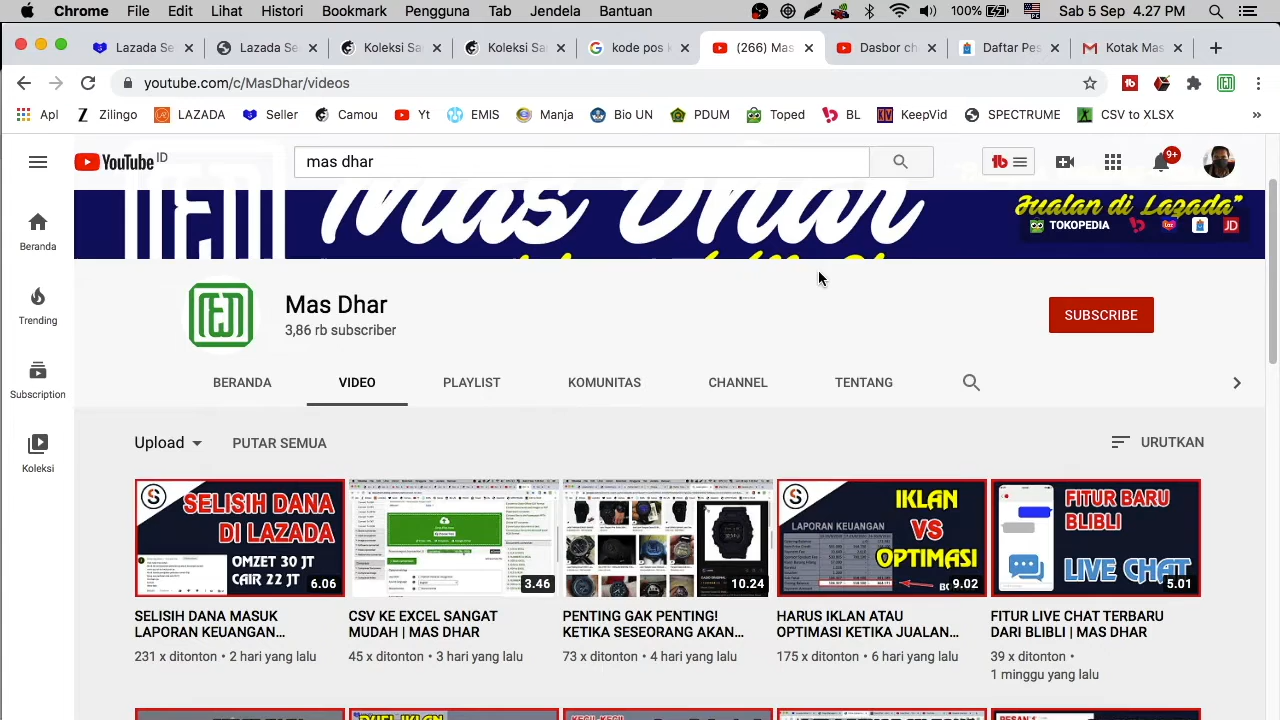 Chrome File Edit Lihat Histori Bookmark Pengguna Tab Jendela Bantuan 100% Sab 5 Sep 4.27 PM
Lazada Se Lazada Se Koleksi Sa Koleksi Sa kode pos k (266) Mas Dasbor ch Daftar Pes Kotak Mas
youtube.com/c/MasDhar/videos
Apl Zilingo LAZADA Seller Camou Yt EMIS Manja Bio UN PDUM Toped BL KeepVid SPECTRUME CSV to XLSX
YouTube ID mas dhar tb 9+
Mas Dhar
Jualan di Lazada"
TOKOPEDIA JD
Beranda
Trending
Subscription
Koleksi
Mas Dhar
3,86 rb subscriber
SUBSCRIBE
BERANDA VIDEO PLAYLIST KOMUNITAS CHANNEL TENTANG
Upload PUTAR SEMUA URUTKAN
SELISIH DANA
DI LAZADA
OMZET 30 JT
CAIR 22 JT
6.06
3.46
10.24
IKLAN
VS
OPTIMASI
LAPORAN KEUANGAN
9.02
FITUR BARU
BLIBLI
LIVE CHAT
5.01
SELISIH DANA MASUK
LAPORAN KEUANGAN...
231 x ditonton • 2 hari yang lalu
CSV KE EXCEL SANGAT
MUDAH | MAS DHAR
45 x ditonton • 3 hari yang lalu
PENTING GAK PENTING!
KETIKA SESEORANG AKAN...
73 x ditonton • 4 hari yang lalu
HARUS IKLAN ATAU
OPTIMASI KETIKA JUALAN...
175 x ditonton • 6 hari yang lalu
FITUR LIVE CHAT TERBARU
DARI BLIBLI | MAS DHAR
39 x ditonton •
1 minggu yang lalu